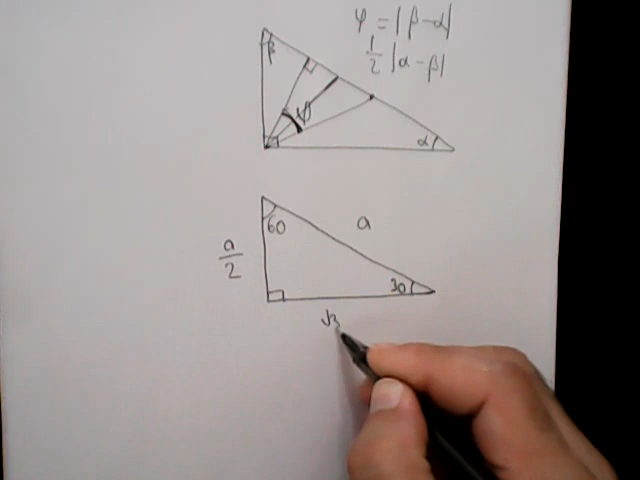 φ = |β-α|
1/2 |α-β|
β
φ
α
60
a
a/2
30
√3